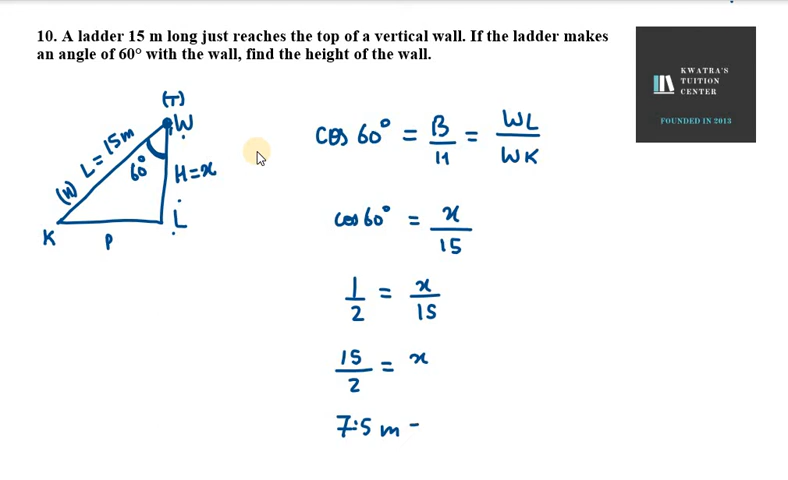 10. A ladder 15 m long just reaches the top of a vertical wall. If the ladder makes
an angle of 60° with the wall, find the height of the wall.
KWATRA'S
TUITION
CENTER
FOUNDED IN 2013
(T)
W
(H) L = 15m
60°
H=x
K
P
L
cos 60° = B/H = WL/WK
cos 60° = x/15
1/2 = x/15
15/2 = x
7.5 m -